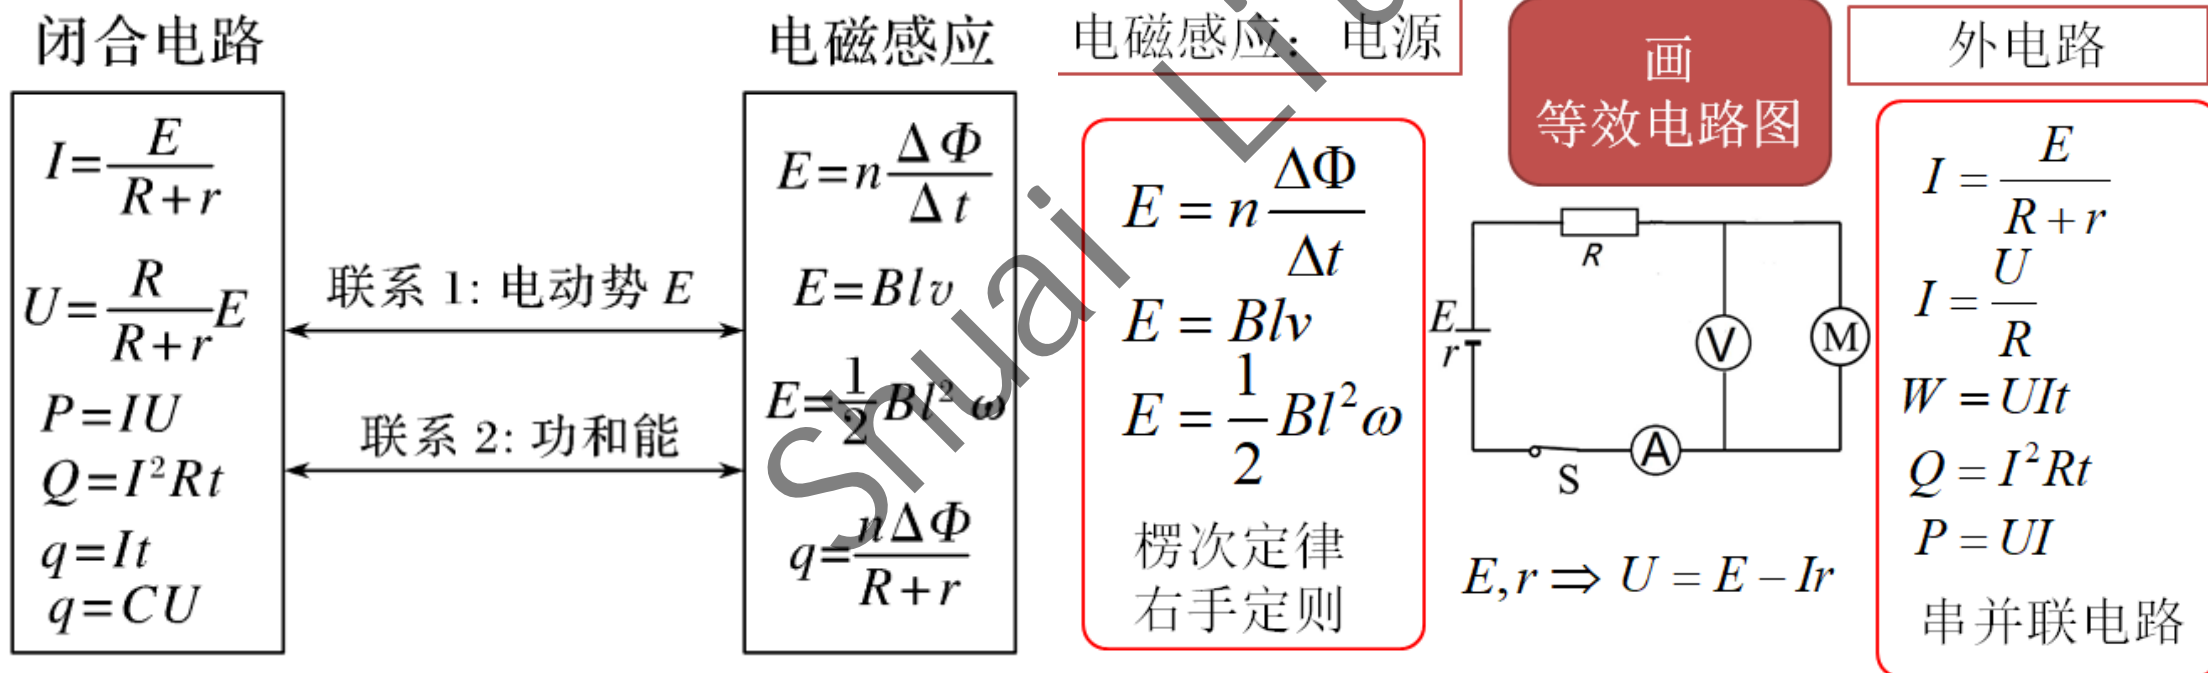 闭合电路
I=E/(R+r)
U=R/(R+r)E
P=IU
Q=I²Rt
q=It
q=CU
联系 1: 电动势 E
联系 2: 功和能
电磁感应
E=nΔΦ/Δt
E=Blv
E=1/2Bl²ω
q=nΔΦ/(R+r)
电磁感应: 电源
E = nΔΦ/Δt
E = Blv
E = 1/2 Bl²ω
楞次定律
右手定则
画
等效电路图
R
E
r
V
M
S
A
E,r ⇒ U = E − Ir
外电路
I = E/(R+r)
I = U/R
W = UIt
Q = I²Rt
P = UI
串并联电路
Shuai Li